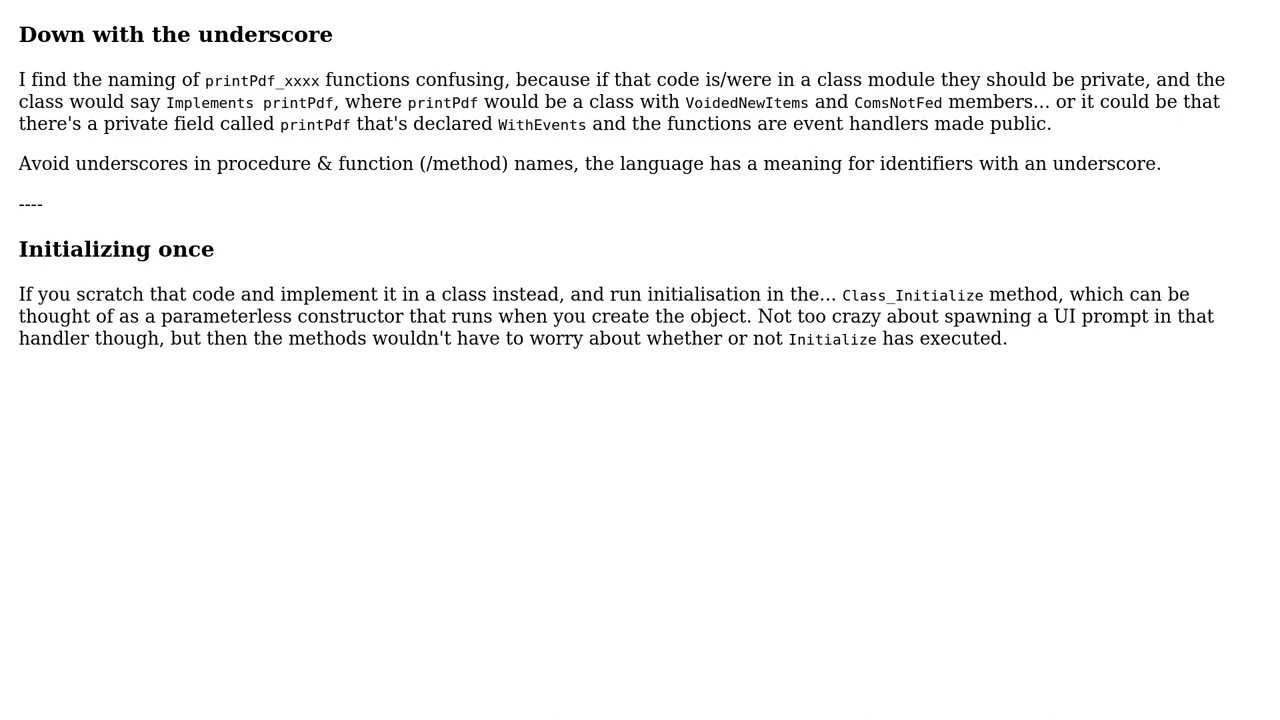 Down with the underscore
I find the naming of printPdf_xxxx functions confusing, because if that code is/were in a class module they should be private, and the
class would say Implements printPdf, where printPdf would be a class with VoidedNewItems and ComsNotFed members... or it could be that
there's a private field called printPdf that's declared WithEvents and the functions are event handlers made public.
Avoid underscores in procedure & function (/method) names, the language has a meaning for identifiers with an underscore.
----
Initializing once
If you scratch that code and implement it in a class instead, and run initialisation in the... Class_Initialize method, which can be
thought of as a parameterless constructor that runs when you create the object. Not too crazy about spawning a UI prompt in that
handler though, but then the methods wouldn't have to worry about whether or not Initialize has executed.